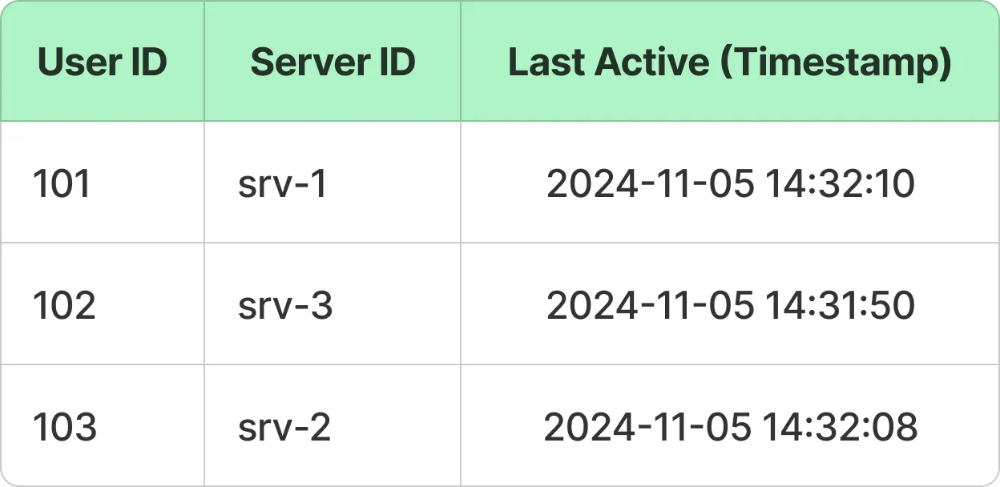 User ID Server ID Last Active (Timestamp)
101 srv-1 2024-11-05 14:32:10
102 srv-3 2024-11-05 14:31:50
103 srv-2 2024-11-05 14:32:08